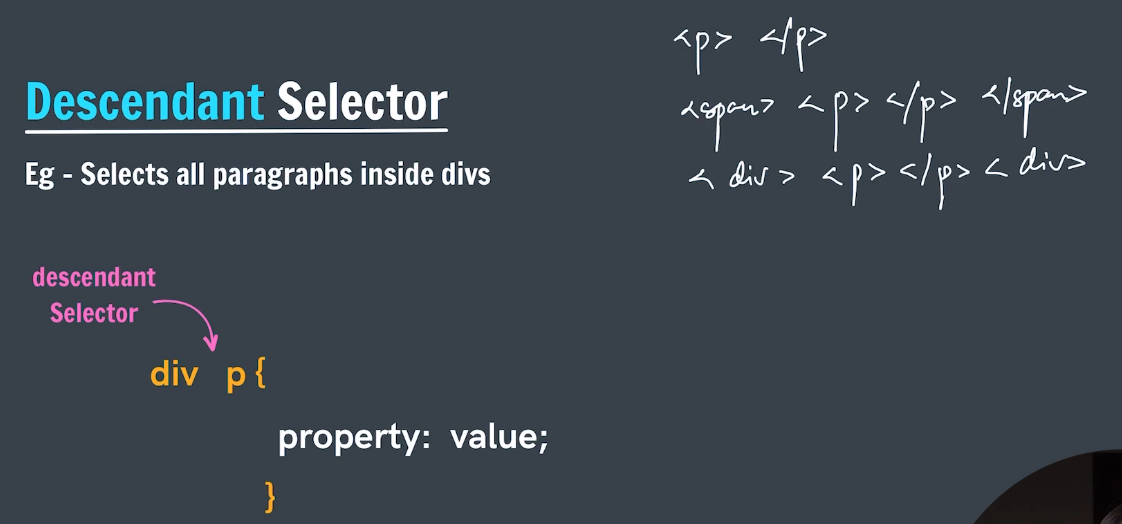 Descendant Selector
Eg - Selects all paragraphs inside divs
descendant
Selector
div p {
property: value;
}
<p> </p>
<span> <p> </p> </span>
<div> <p> </p> <div>